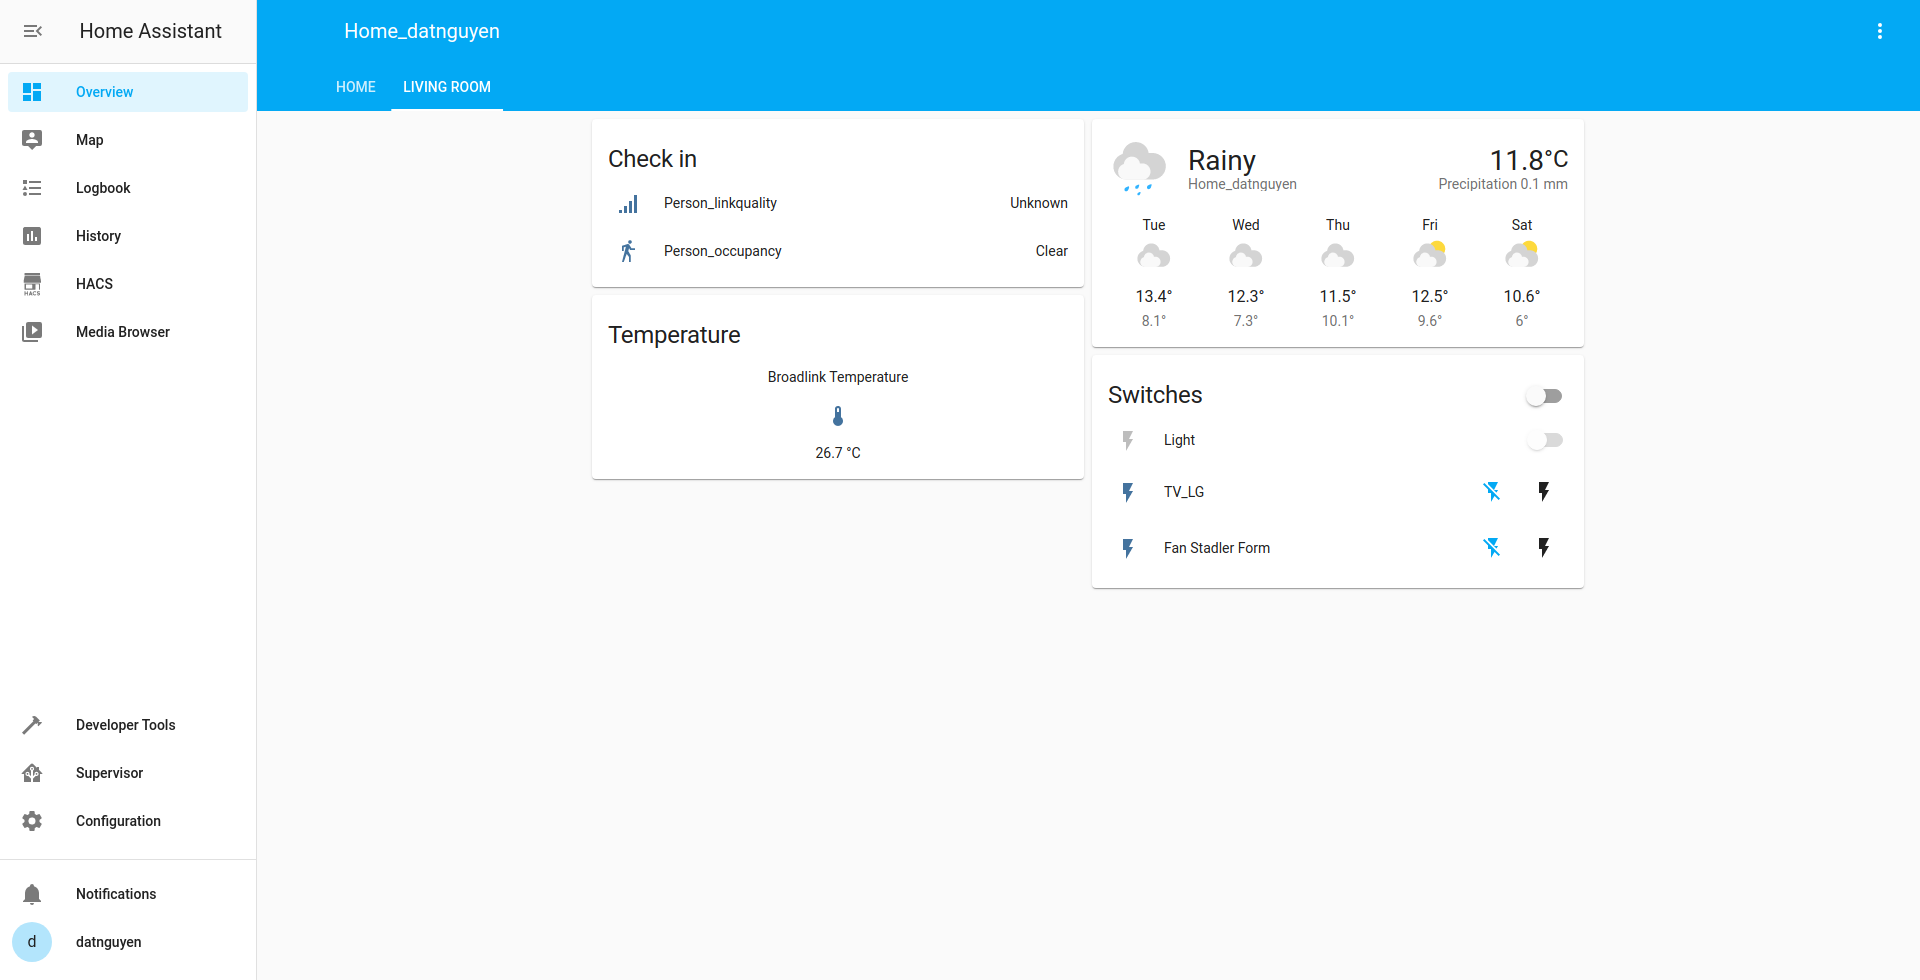 Home Assistant
Overview
Map
Logbook
History
HACS
HACS
Media Browser
Developer Tools
Supervisor
Configuration
Notifications
d
datnguyen
Home_datnguyen
HOME LIVING ROOM
Check in
Person_linkquality Unknown
Person_occupancy Clear
Temperature
Broadlink Temperature
26.7 °C
Rainy 11.8°C
Home_datnguyen Precipitation 0.1 mm
Tue Wed Thu Fri Sat
13.4° 12.3° 11.5° 12.5° 10.6°
8.1° 7.3° 10.1° 9.6° 6°
Switches
Light
TV_LG
Fan Stadler Form